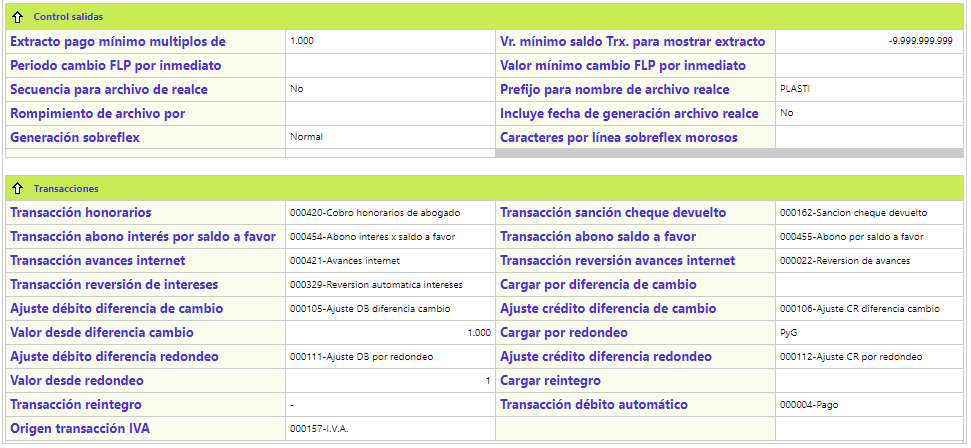 Control salidas
Extracto pago mínimo multiplos de 1.000 Vr. mínimo saldo Trx. para mostrar extracto -9.999.999.999
Periodo cambio FLP por inmediato Valor mínimo cambio FLP por inmediato
Secuencia para archivo de realce No Prefijo para nombre de archivo realce PLASTI
Rompimiento de archivo por Incluye fecha de generación archivo realce No
Generación sobreflex Normal Caracteres por línea sobreflex morosos
Transacciones
Transacción honorarios 000420-Cobro honorarios de abogado Transacción sanción cheque devuelto 000162-Sancion cheque devuelto
Transacción abono interés por saldo a favor 000454-Abono interes x saldo a favor Transacción abono saldo a favor 000455-Abono por saldo a favor
Transacción avances internet 000421-Avances Internet Transacción reversión avances internet 000022-Reversion de avances
Transacción reversión de intereses 000329-Reversion automatica intereses Cargar por diferencia de cambio
Ajuste débito diferencia de cambio 000105-Ajuste DB diferencia cambio Ajuste crédito diferencia de cambio 000106-Ajuste CR diferencia cambio
Valor desde diferencia cambio 1.000 Cargar por redondeo PyG
Ajuste débito diferencia redondeo 000111-Ajuste DB por redondeo Ajuste crédito diferencia redondeo 000112-Ajuste CR por redondeo
Valor desde redondeo 1 Cargar reintegro
Transacción reintegro - Transacción débito automático 000004-Pago
Origen transacción IVA 000157-I.V.A.